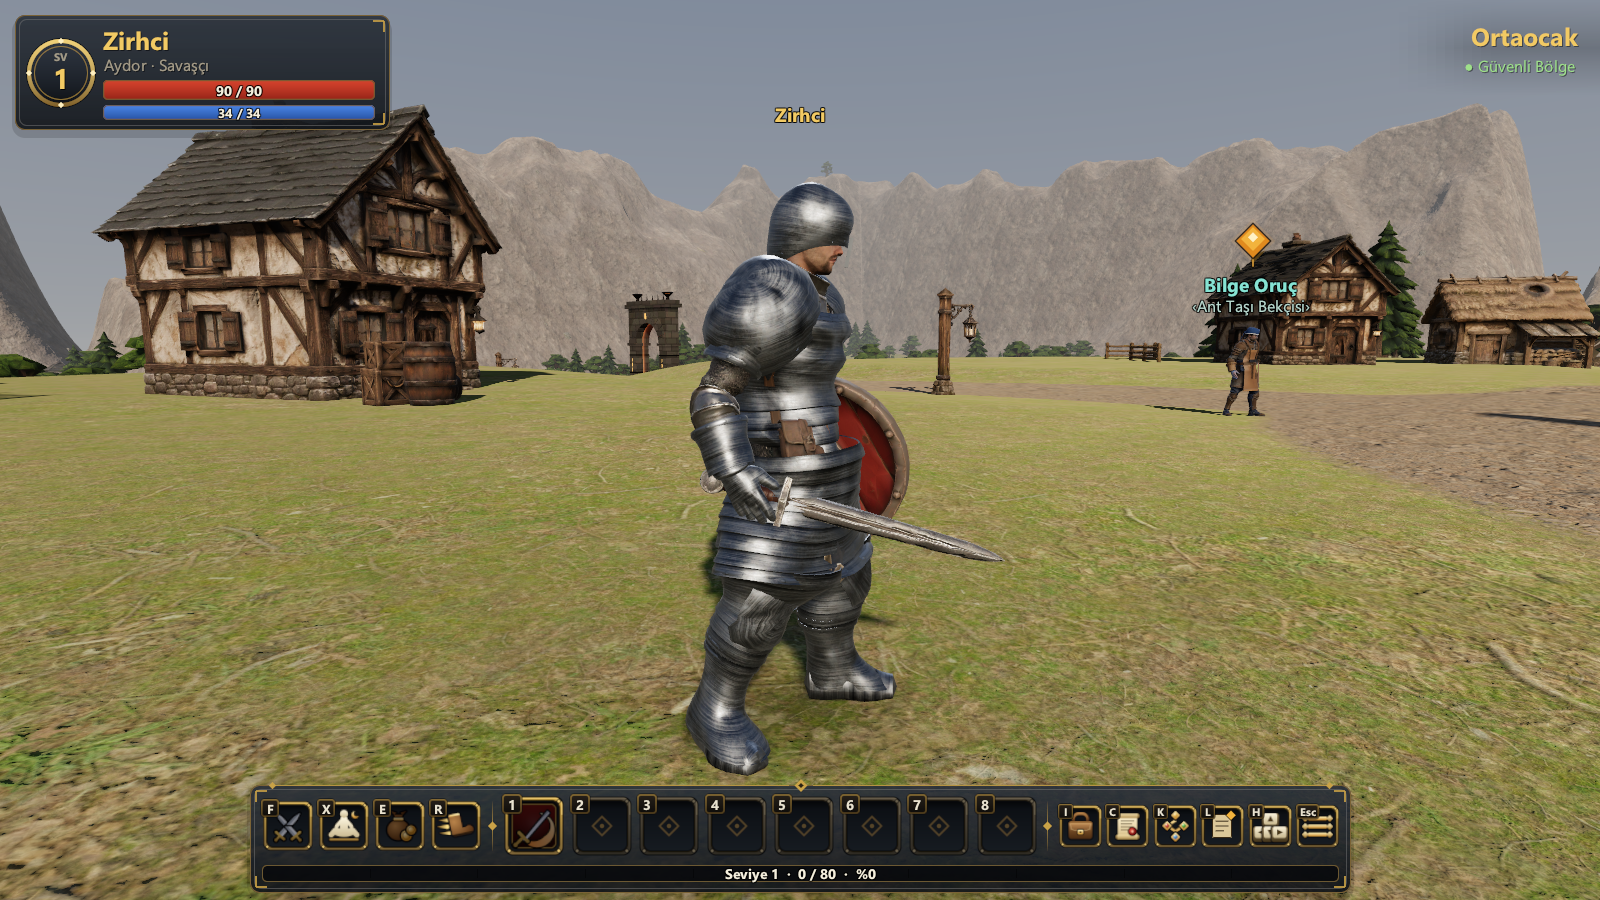 SV
1
Zirhci
Aydor · Savaşçı
90 / 90
34 / 34
Ortaocak
Güvenli Bölge
Zirhci
Bilge Oruç
‹Ant Taşı Bekçisi›
F
X
E
R
1
2
3
4
5
6
7
8
I
C
K
L
H
Esc
Seviye 1 · 0 / 80 · %0